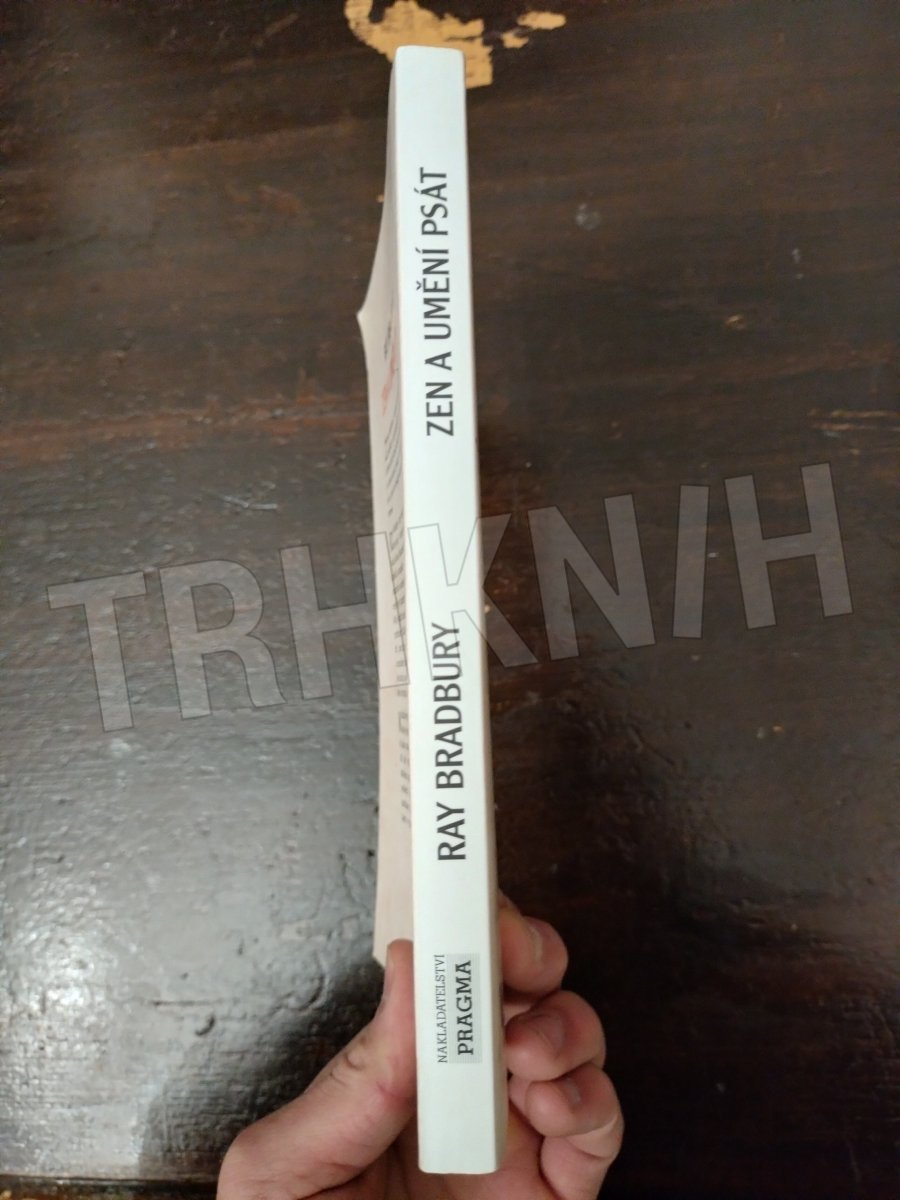 RAY BRADBURY
ZEN A UMĚNÍ PSÁT
NAKLADATELSTVÍ
PRAGMA
TRHKNIH